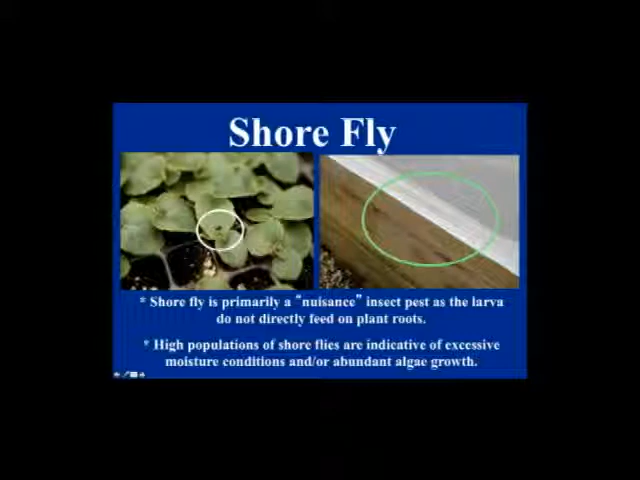 Shore Fly
* Shore fly is primarily a “nuisance” insect pest as the larva
do not directly feed on plant roots.
* High populations of shore flies are indicative of excessive
moisture conditions and/or abundant algae growth.